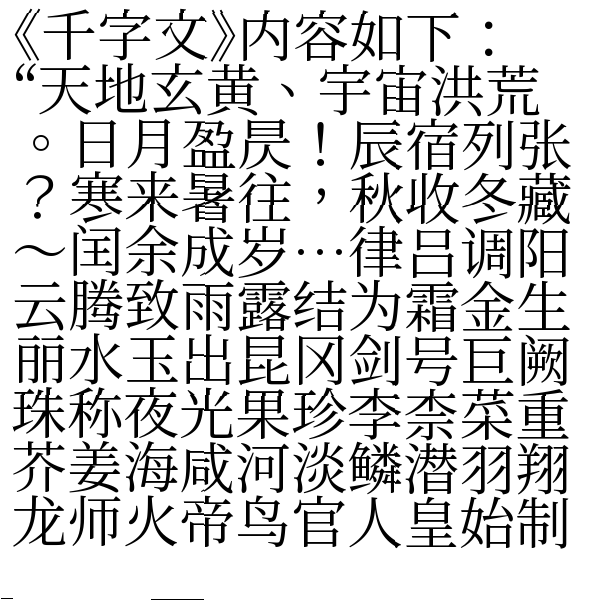 《千字文》内容如下：
“天地玄黄、宇宙洪荒
。日月盈昃！辰宿列张
？寒来暑往，秋收冬藏
～闰余成岁…律吕调阳
云腾致雨露结为霜金生
丽水玉出昆冈剑号巨阙
珠称夜光果珍李柰菜重
芥姜海咸河淡鳞潜羽翔
龙师火帝鸟官人皇始制